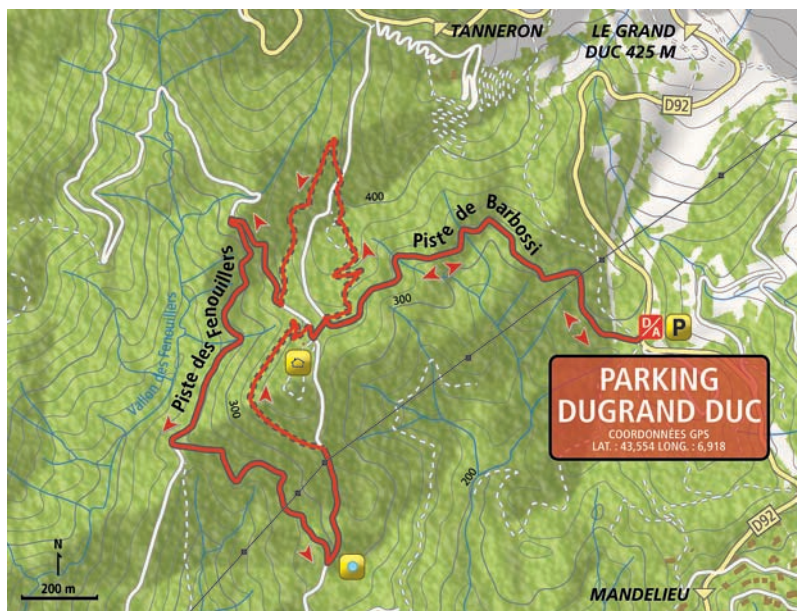 TANNERON
LE GRAND
DUC 425 M
D92
400
Piste de Barbossi
300
Piste des Fenouillers
Vallon des Fenouillers
300
D/A
P
PARKING
DUGRAND DUC
COORDONNÉES GPS
LAT. : 43,554 LONG. : 6,918
200
D92
N
200 m
MANDELIEU